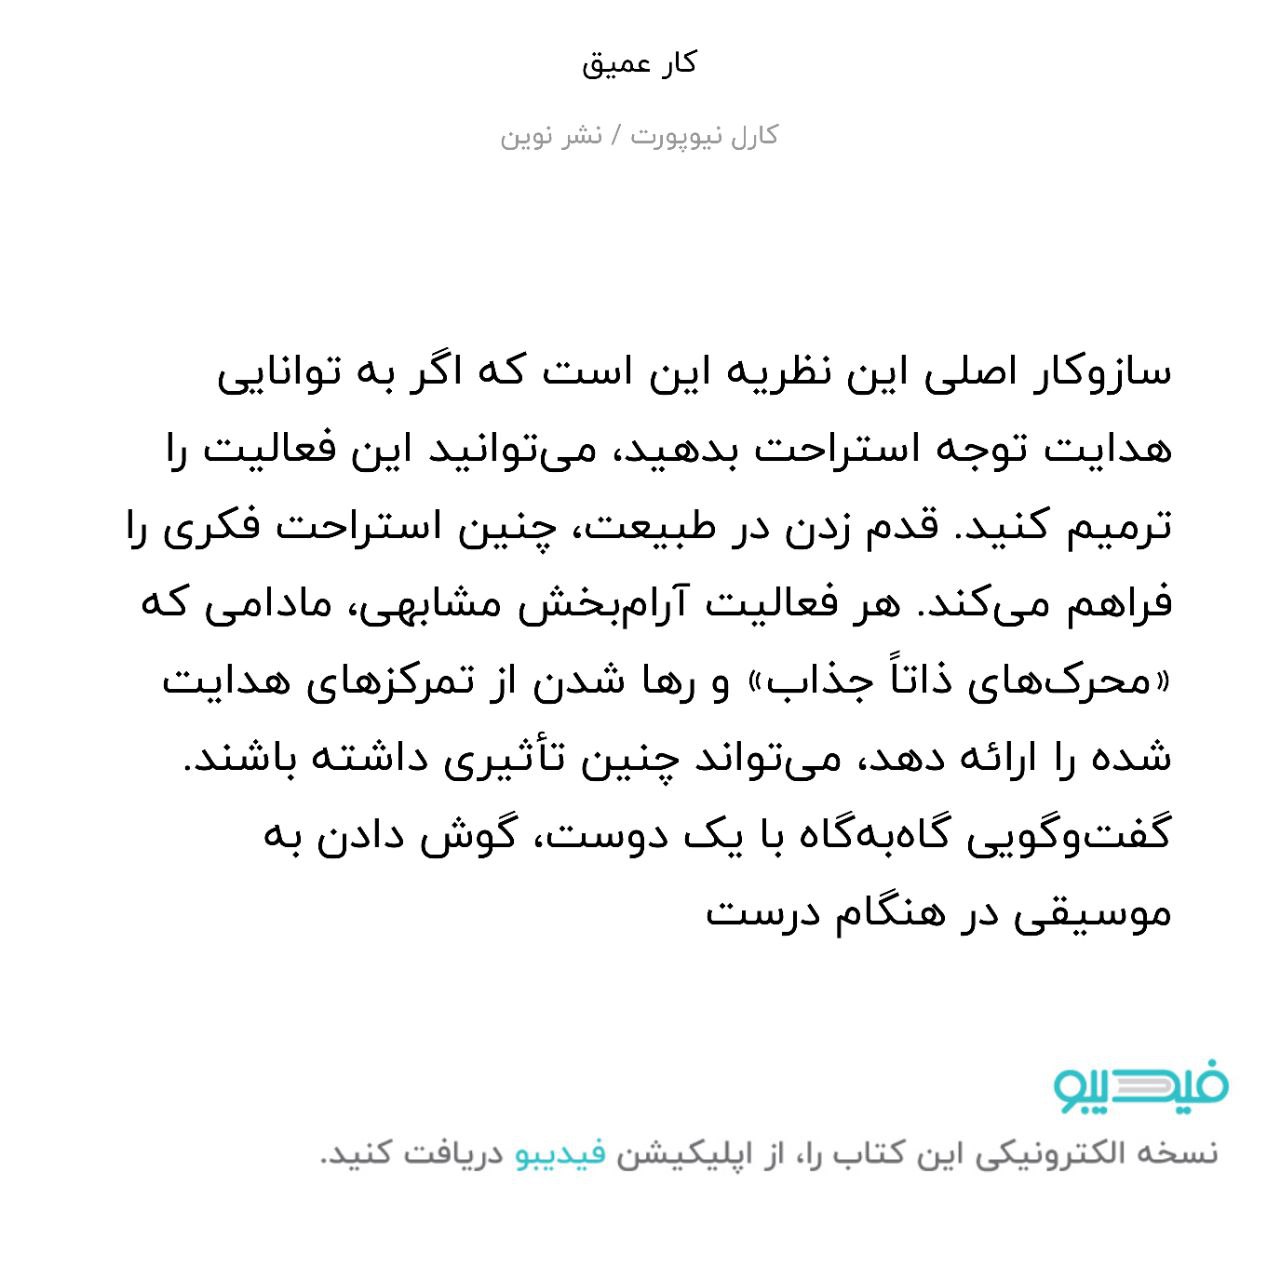 کار عمیق
کارل نیوپورت / نشر نوین
سازوکار اصلی این نظریه این است که اگر به توانایی
هدایت توجه استراحت بدهید، می‌توانید این فعالیت را
ترمیم کنید. قدم زدن در طبیعت، چنین استراحت فکری را
فراهم می‌کند. هر فعالیت آرام‌بخش مشابهی، مادامی که
«محرک‌های ذاتاً جذاب» و رها شدن از تمرکزهای هدایت
شده را ارائه دهد، می‌تواند چنین تأثیری داشته باشند.
گفت‌وگویی گاه‌به‌گاه با یک دوست، گوش دادن به
موسیقی در هنگام درست
فیدیبو
نسخه الکترونیکی این کتاب را، از اپلیکیشن فیدیبو دریافت کنید.